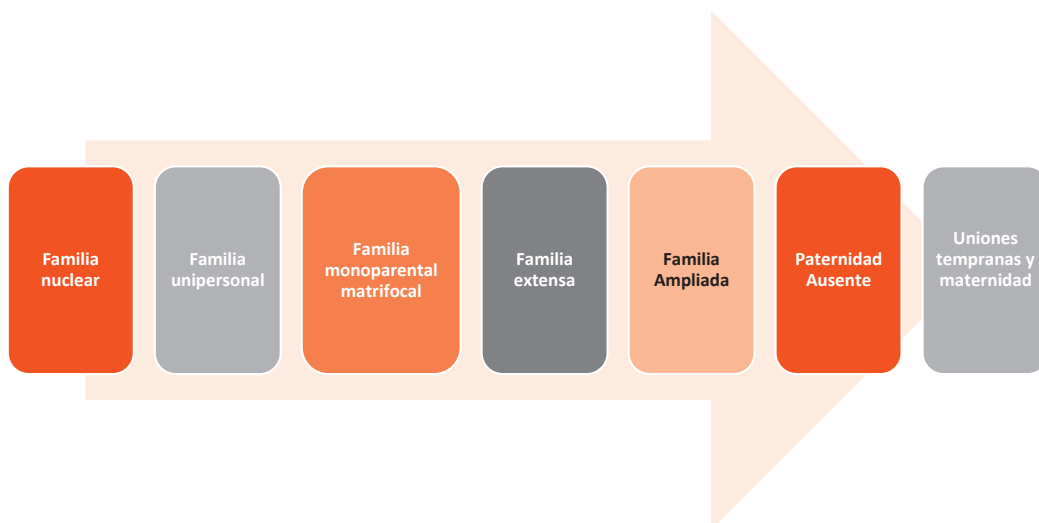 Familia
nuclear
Familia
unipersonal
Familia
monoparental
matrifocal
Familia
extensa
Familia
Ampliada
Paternidad
Ausente
Uniones
tempranas y
maternidad